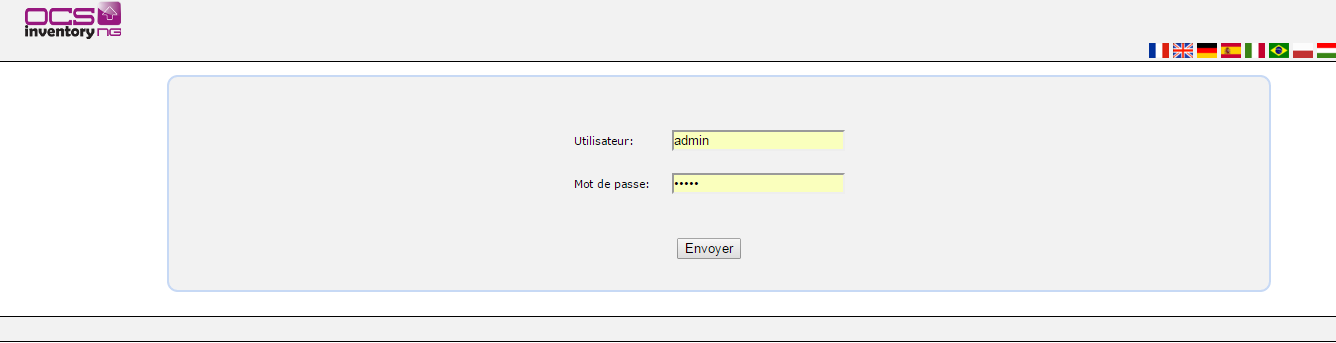 OCS
inventory NG
Utilisateur: admin
Mot de passe: •••••
Envoyer